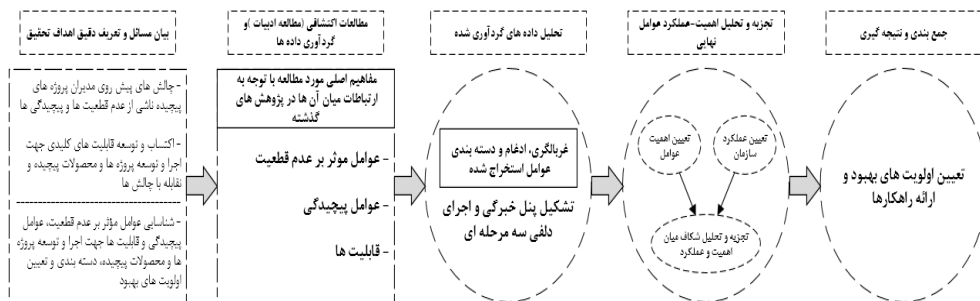 بیان مسائل و تعریف دقیق اهداف تحقیق
- چالش های پیش روی مدیران پروژه های
پیچیده ناشی از عدم قطعیت ها و پیچیدگی ها
- اکتساب و توسعه قابلیت های کلیدی جهت
اجرا و توسعه پروژه ها و محصولات پیچیده و
نقابله با چالش ها
- شناسایی عوامل مؤثر بر عدم قطعیت، عوامل
پیچیدگی و قابلیت ها جهت اجرا و توسعه پروژه
ها و محصولات پیچیده، دسته بندی و تعیین
اولویت های بهبود
مطالعات اکتشافی (مطالعه ادبیات )و
گردآوری داده ها
مفاهیم اصلی مورد مطالعه با توجه به
ارتباطات میان آن ها در پژوهش های
گذشته
- عوامل موثر بر عدم قطعیت
- عوامل پیچیدگی
- قابلیت ها
تحلیل داده های گردآوری شده
غربالگری، ادغام و دسته بندی
عوامل استخراج شده
تشکیل پنل خبرگی و اجرای
دلفی سه مرحله ای
تجزیه و تحلیل اهمیت-عملکرد عوامل
نهایی
تعیین اهمیت
عوامل
تعیین عملکرد
سازمان
تجزیه و تحلیل شکاف میان
اهمیت و عملکرد
جمع بندی و نتیجه گیری
تعیین اولویت های بهبود و
ارائه راهکارها